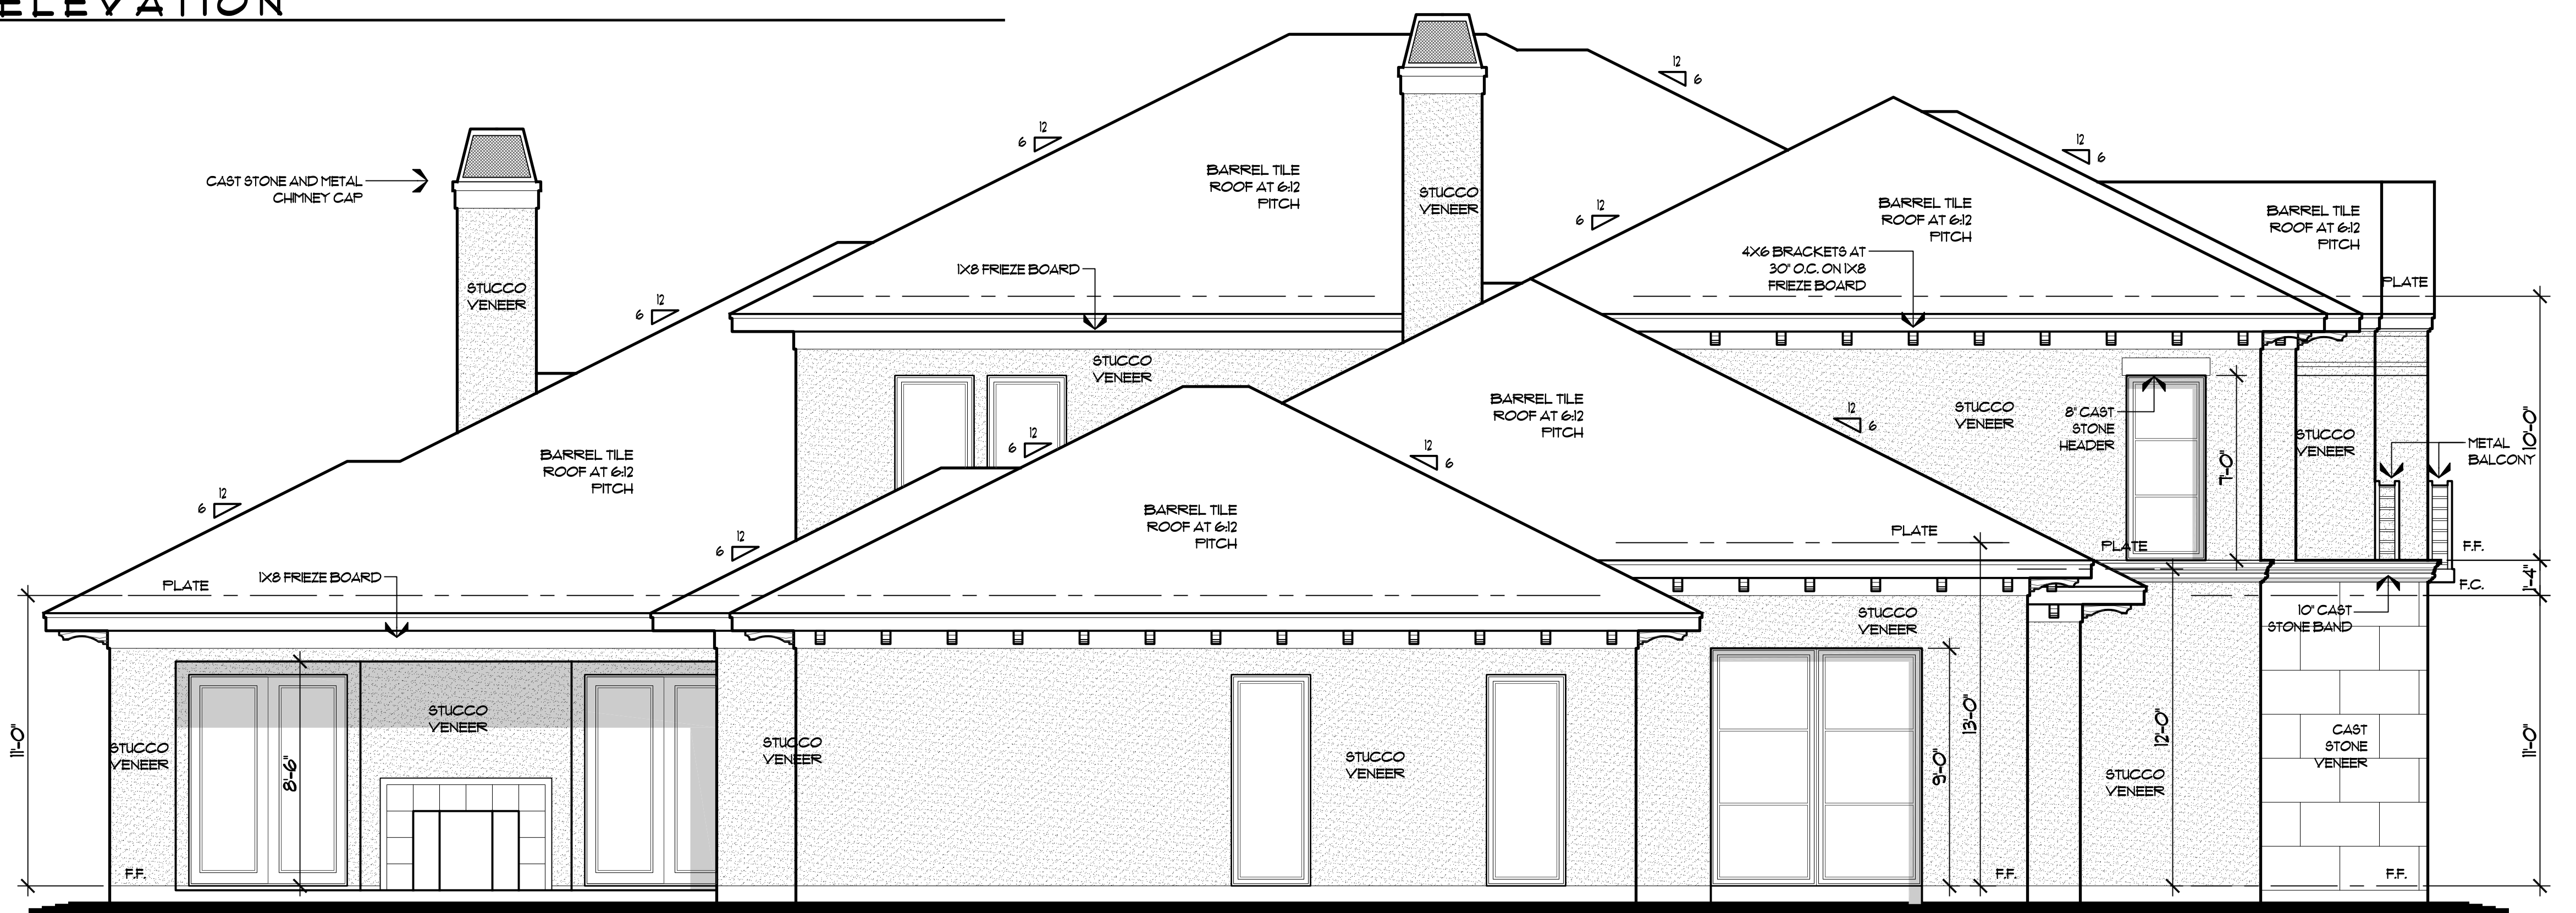 ELEVATION
12
6
12
6
CAST STONE AND METAL
CHIMNEY CAP
BARREL TILE
ROOF AT 6:12
PITCH
STUCCO
VENEER
12
6
12
6
BARREL TILE
ROOF AT 6:12
PITCH
BARREL TILE
ROOF AT 6:12
PITCH
4X6 BRACKETS AT
30" O.C. ON 1X8
FRIEZE BOARD
1X8 FRIEZE BOARD
PLATE
STUCCO
VENEER
12
6
STUCCO
VENEER
BARREL TILE
ROOF AT 6:12
PITCH
12
6
STUCCO
VENEER
8" CAST
STONE
HEADER
7'-0"
STUCCO
VENEER
METAL
BALCONY
10'-0"
12
6
12
6
BARREL TILE
ROOF AT 6:12
PITCH
12
6
BARREL TILE
ROOF AT 6:12
PITCH
12
6
PLATE
PLATE
F.F.
F.C.
1'-4"
PLATE
1X8 FRIEZE BOARD
STUCCO
VENEER
10" CAST
STONE BAND
11'-0"
STUCCO
VENEER
8'-6"
STUCCO
VENEER
STUCCO
VENEER
STUCCO
VENEER
9'-0"
13'-0"
12'-0"
STUCCO
VENEER
CAST
STONE
VENEER
11'-0"
F.F.
F.F.
F.F.